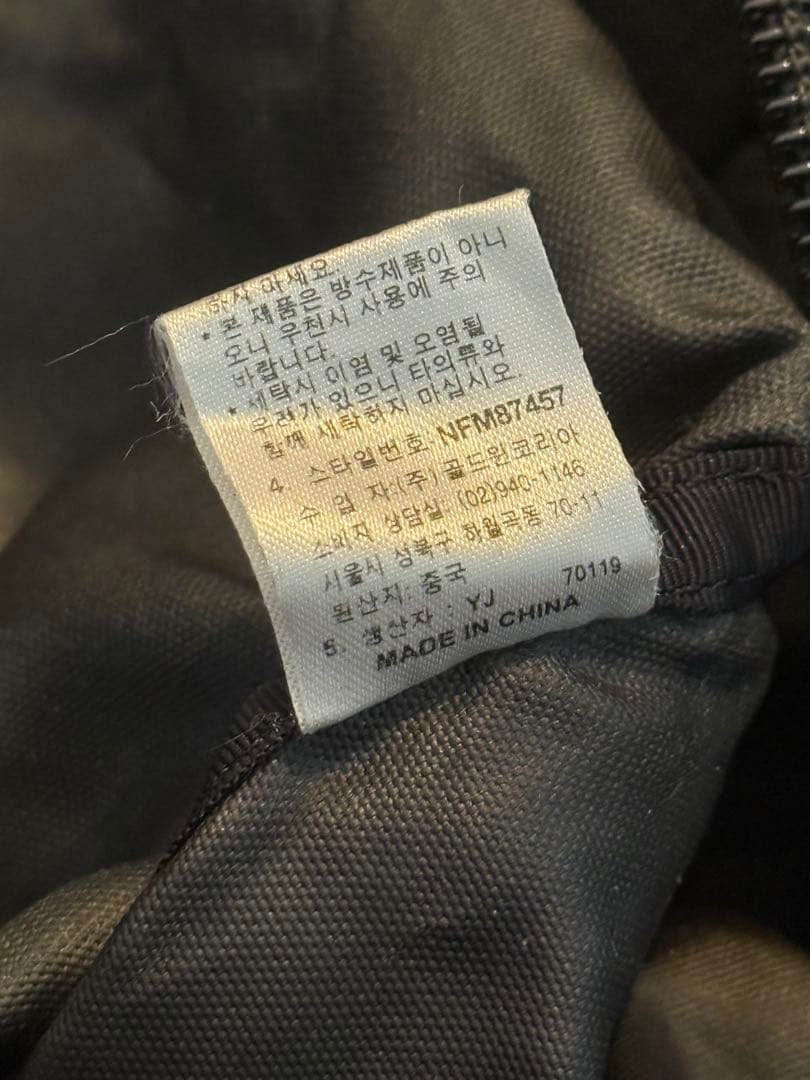 하지 마세요.
* 본 제품은 방수제품이 아니
오니 우천시 사용에 주의
바랍니다.
* 세탁시 이염 및 오염될
우려가 있으니 타의류와
함께 세탁하지 마십시오.
4. 스타일번호 NFM87457
수 입 자:(주)골드윈코리아
소비자 상담실: (02)940-1146
서울시 성북구 하월곡동 70-11
원산지: 중국
5. 생산자 : YJ 70119
MADE IN CHINA